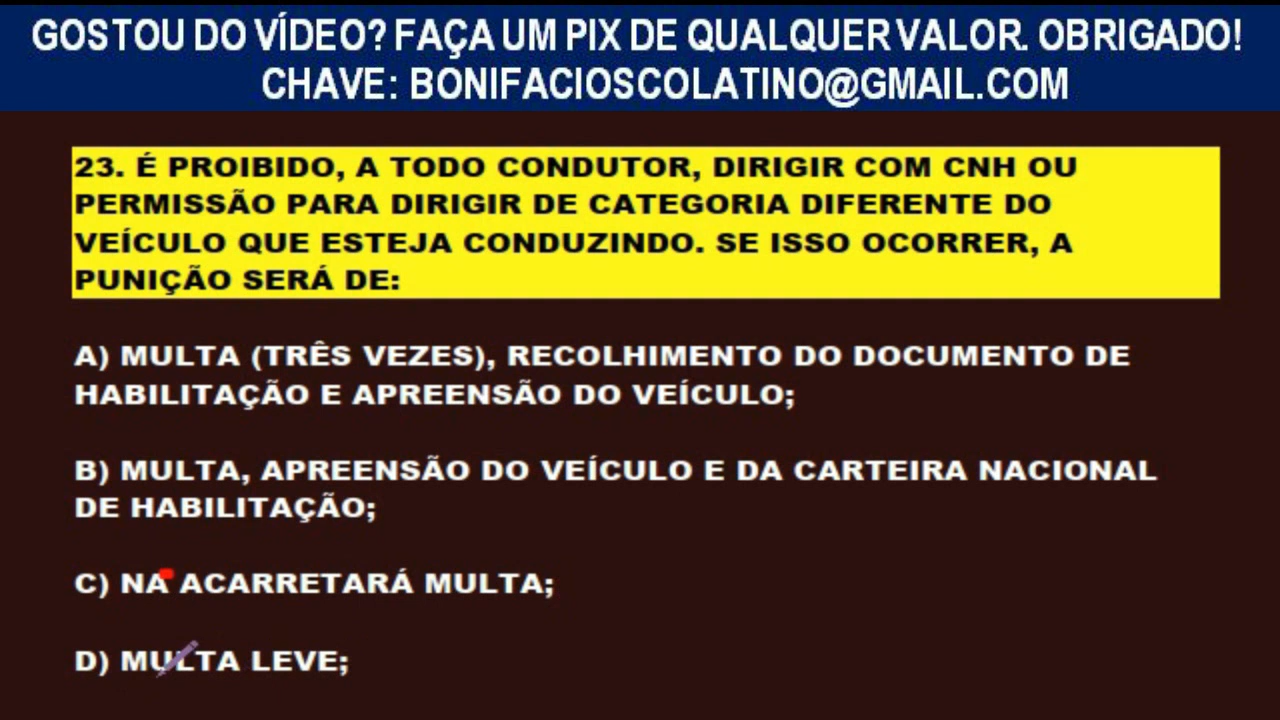 GOSTOU DO VÍDEO? FAÇA UM PIX DE QUALQUER VALOR. OBRIGADO!
CHAVE: BONIFACIOSCOLATINO@GMAIL.COM
23. É PROIBIDO, A TODO CONDUTOR, DIRIGIR COM CNH OU
PERMISSÃO PARA DIRIGIR DE CATEGORIA DIFERENTE DO
VEÍCULO QUE ESTEJA CONDUZINDO. SE ISSO OCORRER, A
PUNIÇÃO SERÁ DE:
A) MULTA (TRÊS VEZES), RECOLHIMENTO DO DOCUMENTO DE
HABILITAÇÃO E APREENSÃO DO VEÍCULO;
B) MULTA, APREENSÃO DO VEÍCULO E DA CARTEIRA NACIONAL
DE HABILITAÇÃO;
C) NA ACARRETARÁ MULTA;
D) MULTA LEVE;